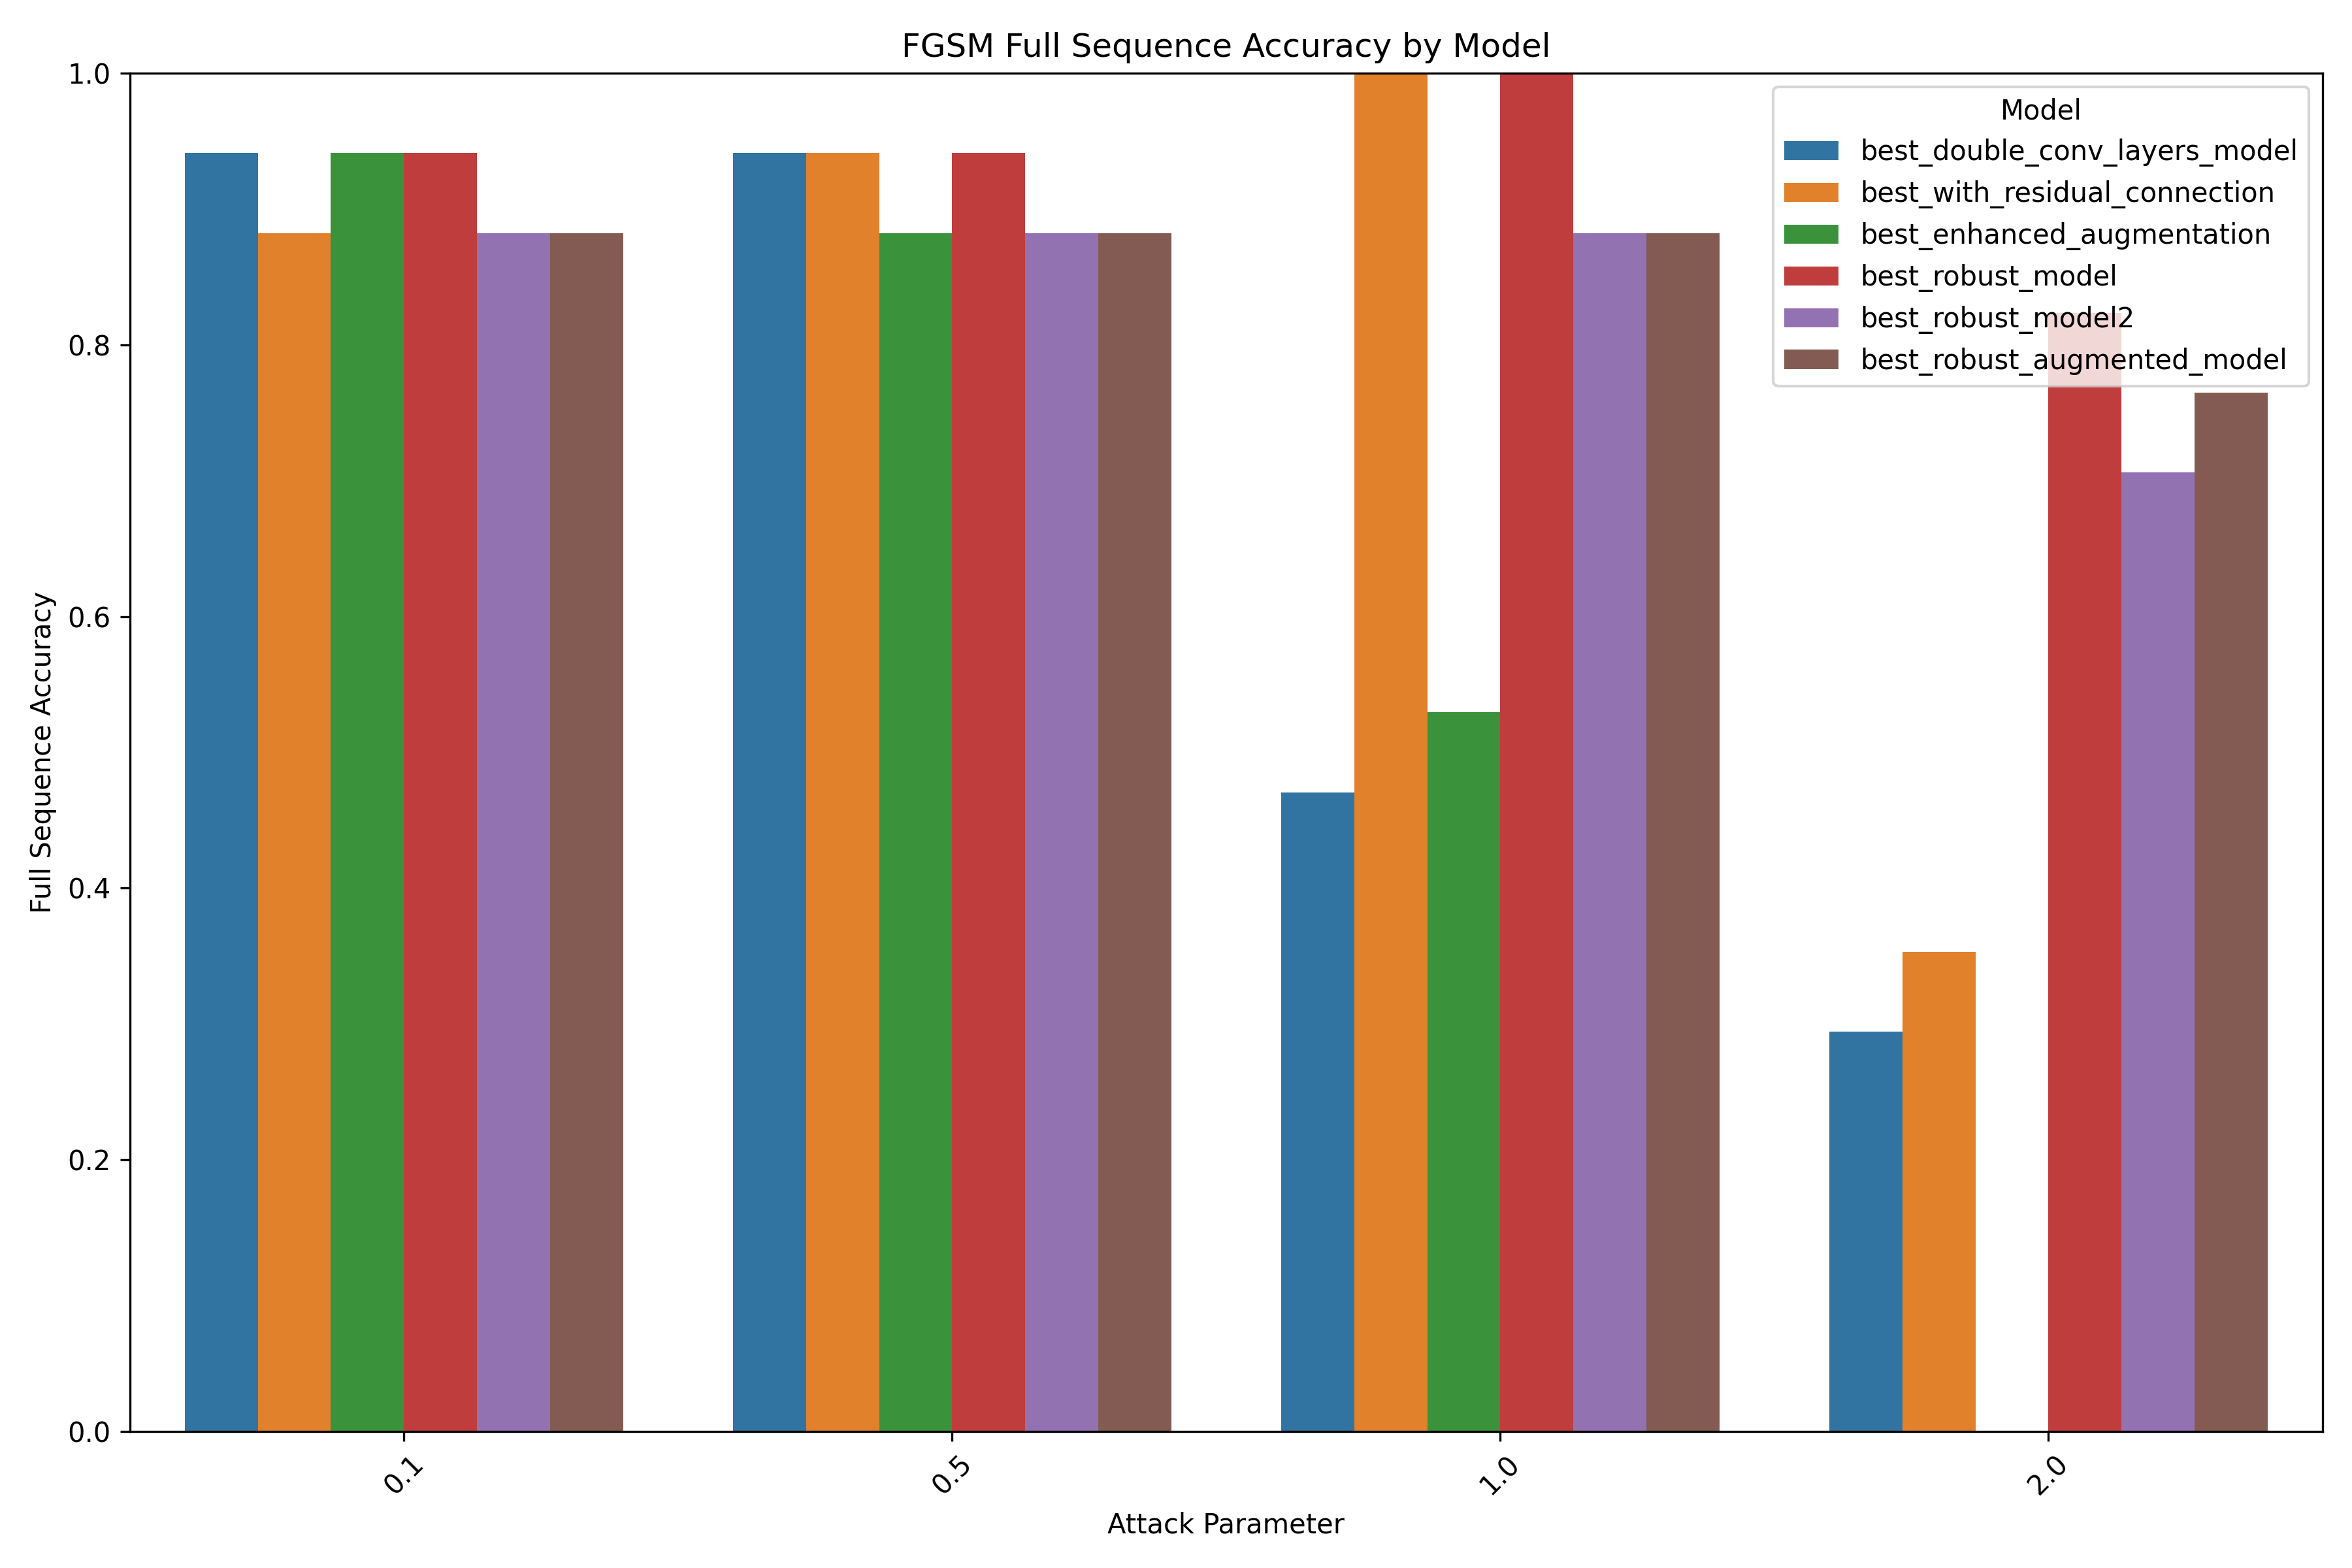 FGSM Full Sequence Accuracy by Model
Full Sequence Accuracy
1.0
0.8
0.6
0.4
0.2
0.0
Model
best_double_conv_layers_model
best_with_residual_connection
best_enhanced_augmentation
best_robust_model
best_robust_model2
best_robust_augmented_model
0.1
0.5
1.0
2.0
Attack Parameter